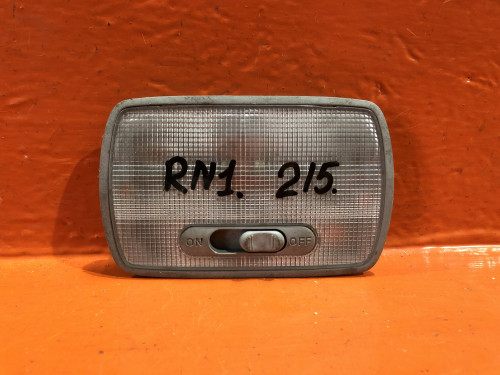 RN1. 215.
ON OFF